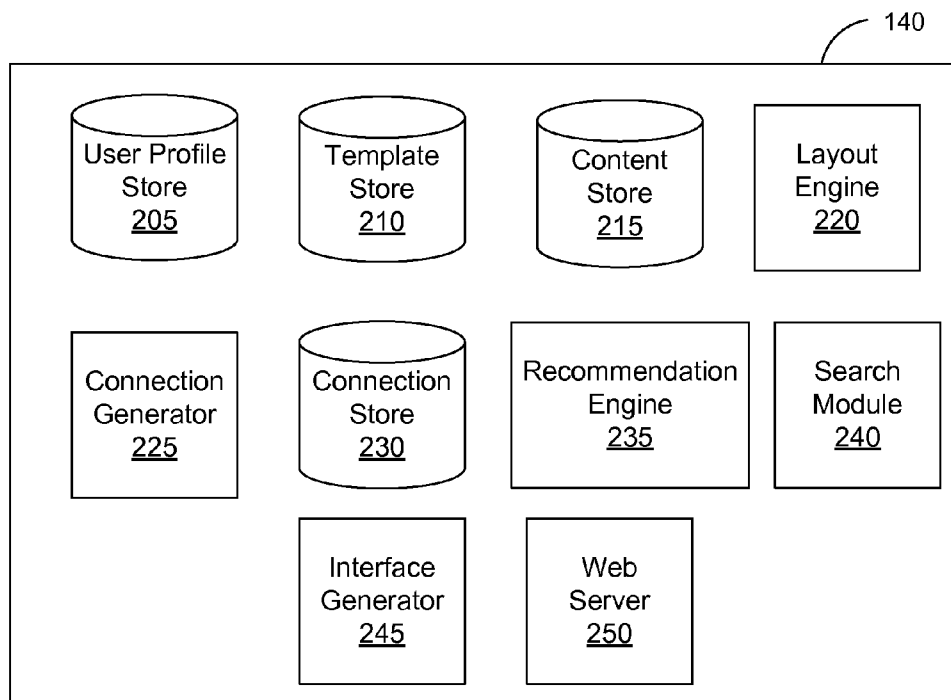 140
User Profile
Store
205
Template
Store
210
Content
Store
215
Layout
Engine
220
Connection
Generator
225
Connection
Store
230
Recommendation
Engine
235
Search
Module
240
Interface
Generator
245
Web
Server
250